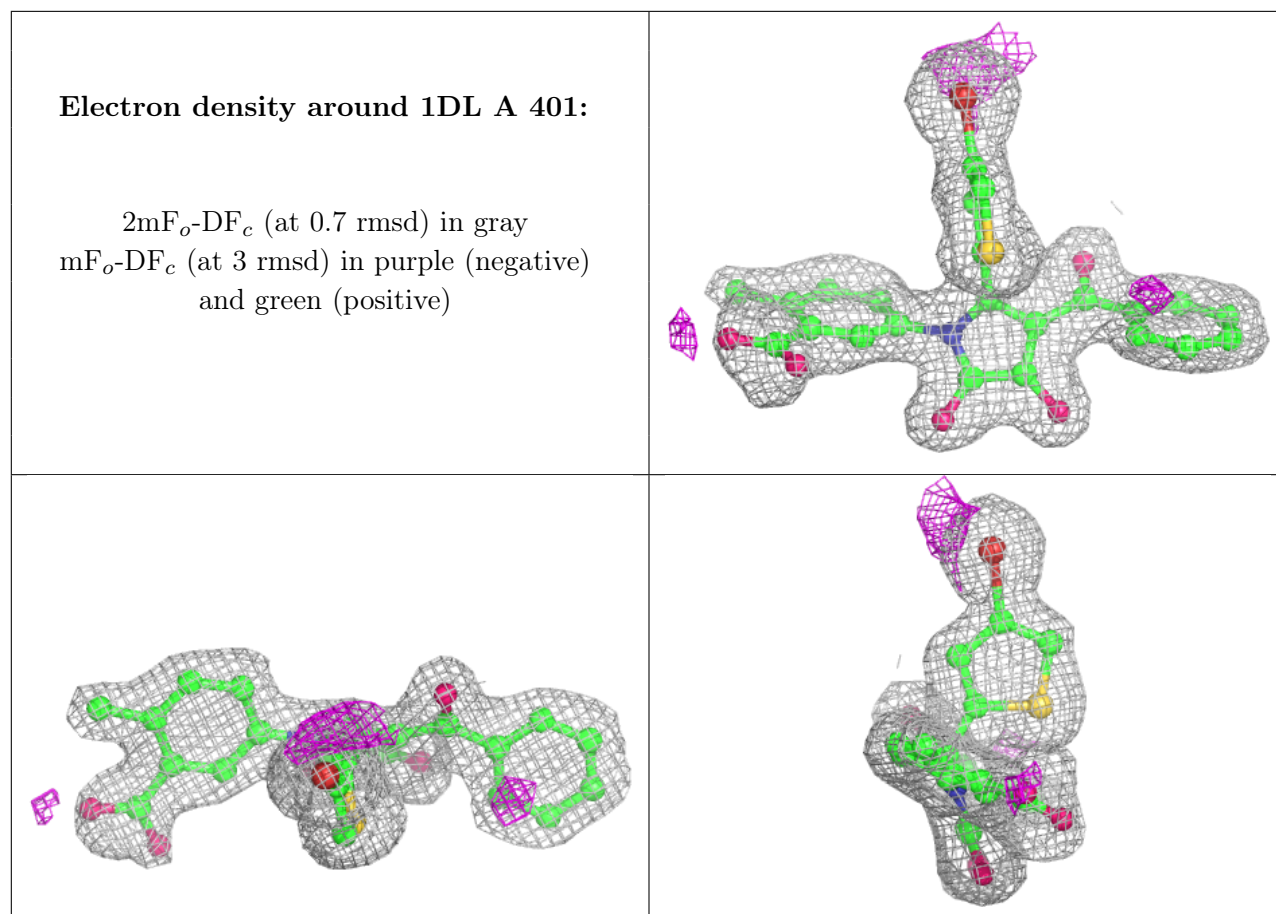 Electron density around 1DL A 401:
2mFₒ-DF𝒸 (at 0.7 rmsd) in gray
mFₒ-DF𝒸 (at 3 rmsd) in purple (negative)
and green (positive)